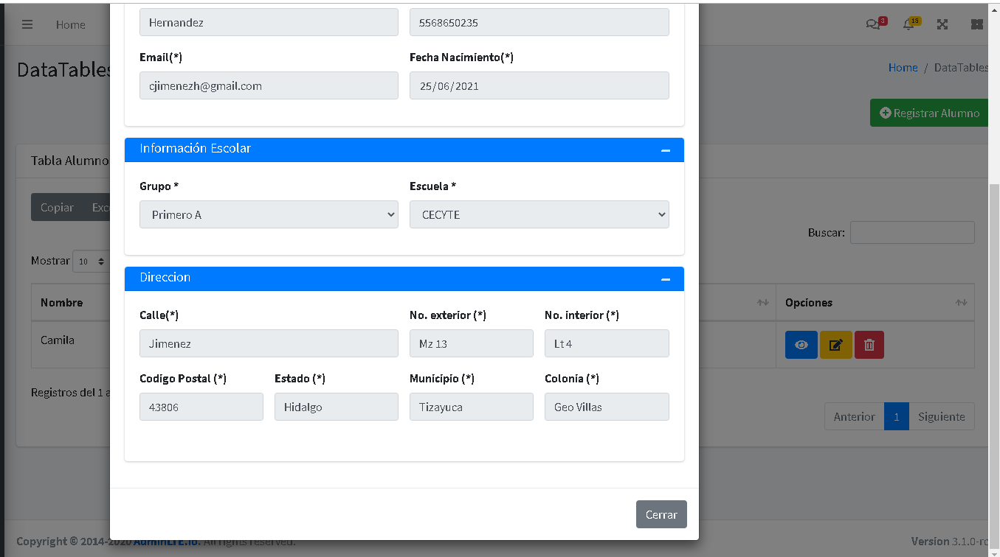 Home
3
15
DataTables
Home / DataTables
Registrar Alumno
Tabla Alumno
Copiar
Exc
Buscar:
Mostrar 10
Nombre
Opciones
Camila
Registros del 1 a
Anterior 1 Siguiente
Hernandez
5568650235
Email(*)
Fecha Nacimiento(*)
cjimenezh@gmail.com
25/06/2021
Información Escolar
Grupo *
Escuela *
Primero A
CECYTE
Direccion
Calle(*)
No. exterior (*)
No. interior (*)
Jimenez
Mz 13
Lt 4
Codigo Postal (*)
Estado (*)
Municipio (*)
Colonia (*)
43806
Hidalgo
Tizayuca
Geo Villas
Cerrar
Copyright © 2014-2020 AdminLTE.io. All rights reserved.
Version 3.1.0-rc